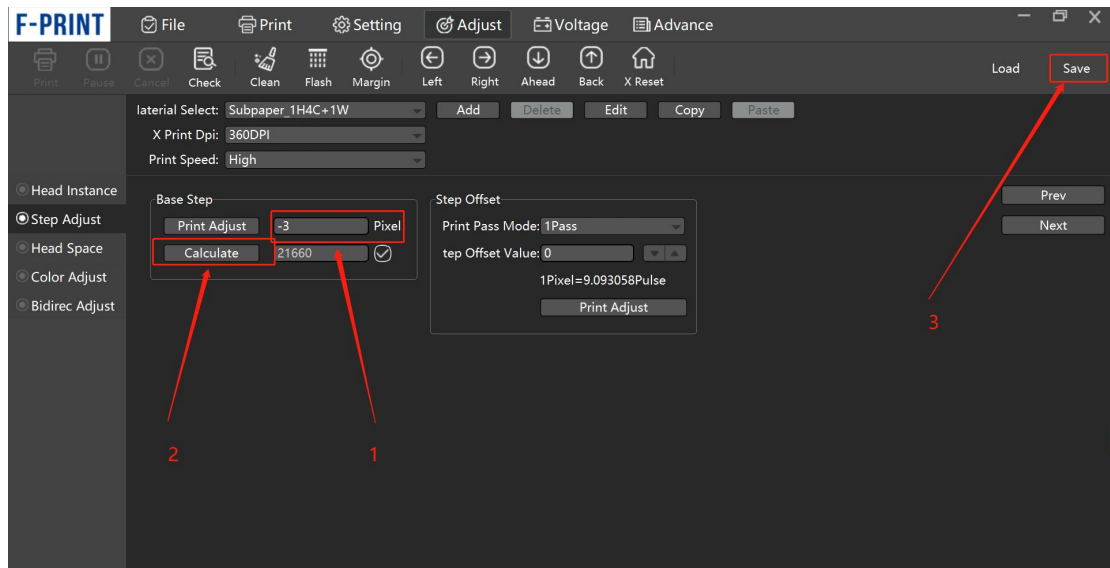 F-PRINT File Print Setting Adjust Voltage Advance
Print Pause Cancel Check Clean Flash Margin Left Right Ahead Back X Reset Load Save
laterial Select: Subpaper_1H4C+1W Add Delete Edit Copy Paste
X Print Dpi: 360DPI
Print Speed: High
Head Instance
Step Adjust
Head Space
Color Adjust
Bidirec Adjust
Base Step
Print Adjust -3 Pixel
Calculate 21660
Step Offset
Print Pass Mode: 1Pass
tep Offset Value: 0
1Pixel=9.093058Pulse
Print Adjust
Prev
Next
2
1
3